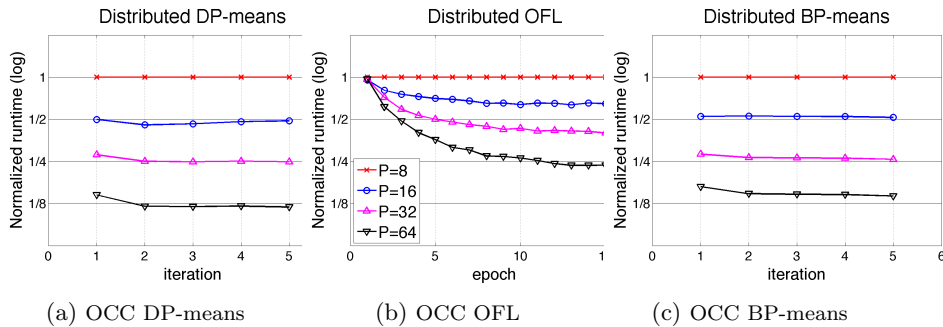 Distributed DP-means
Normalized runtime (log)
1
1/2
1/4
1/8
0 1 2 3 4 5
iteration
(a) OCC DP-means
Distributed OFL
Normalized runtime (log)
1
1/2
1/4
1/8
P=8
P=16
P=32
P=64
0 5 10 1
epoch
(b) OCC OFL
Distributed BP-means
Normalized runtime (log)
1
1/2
1/4
1/8
0 1 2 3 4 5 6
iteration
(c) OCC BP-means